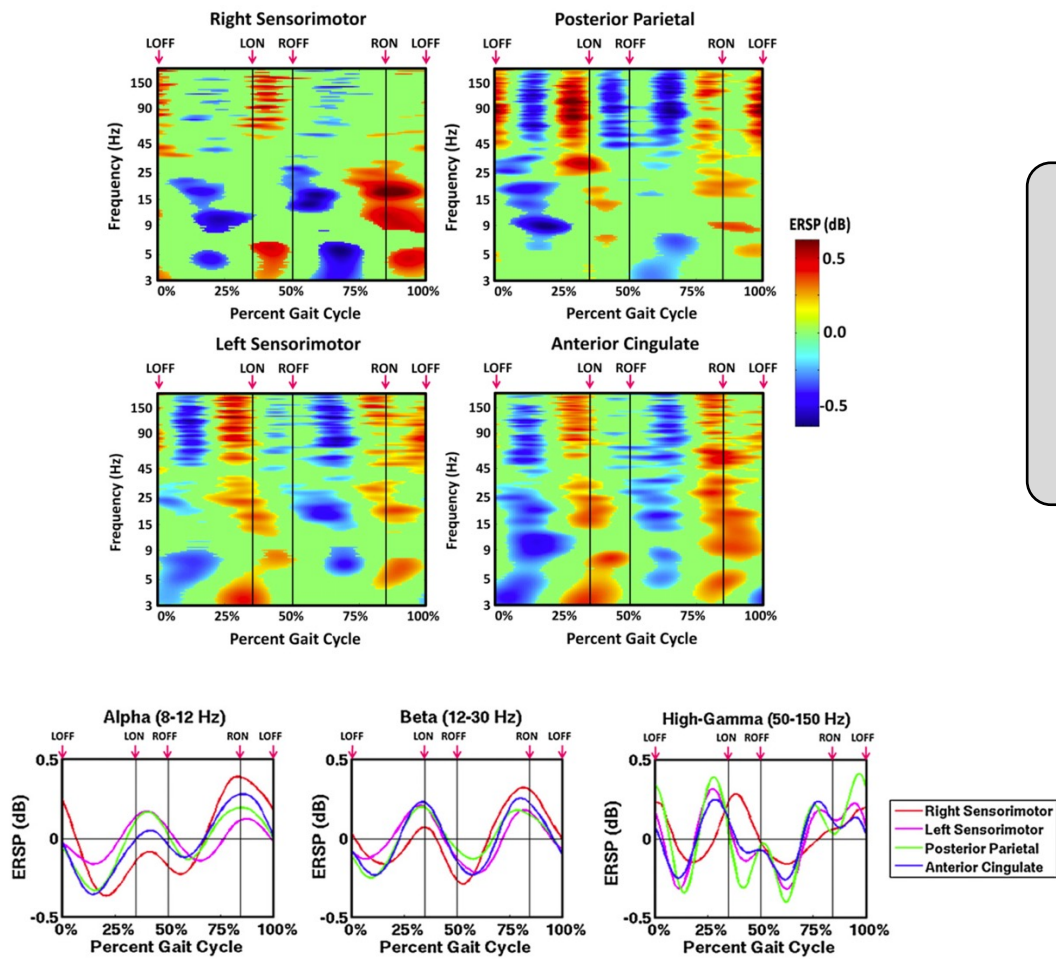 Right Sensorimotor
LOFF LON ROFF RON LOFF
Frequency (Hz)
150
90
45
25
15
9
5
3
0% 25% 50% 75% 100%
Percent Gait Cycle
Posterior Parietal
LOFF LON ROFF RON LOFF
Frequency (Hz)
150
90
45
25
15
9
5
3
0% 25% 50% 75% 100%
Percent Gait Cycle
ERSP (dB)
0.5
0.0
-0.5
Left Sensorimotor
LOFF LON ROFF RON LOFF
Frequency (Hz)
150
90
45
25
15
9
5
3
0% 25% 50% 75% 100%
Percent Gait Cycle
Anterior Cingulate
LOFF LON ROFF RON LOFF
Frequency (Hz)
150
90
45
25
15
9
5
3
0% 25% 50% 75% 100%
Percent Gait Cycle
Alpha (8-12 Hz)
LOFF LON ROFF RON LOFF
ERSP (dB)
0.5
0
-0.5
0% 25% 50% 75% 100%
Percent Gait Cycle
Beta (12-30 Hz)
LOFF LON ROFF RON LOFF
ERSP (dB)
0.5
0
-0.5
0% 25% 50% 75% 100%
Percent Gait Cycle
High-Gamma (50-150 Hz)
LOFF LON ROFF RON LOFF
ERSP (dB)
0.5
0
-0.5
0% 25% 50% 75% 100%
Percent Gait Cycle
Right Sensorimotor
Left Sensorimotor
Posterior Parietal
Anterior Cingulate